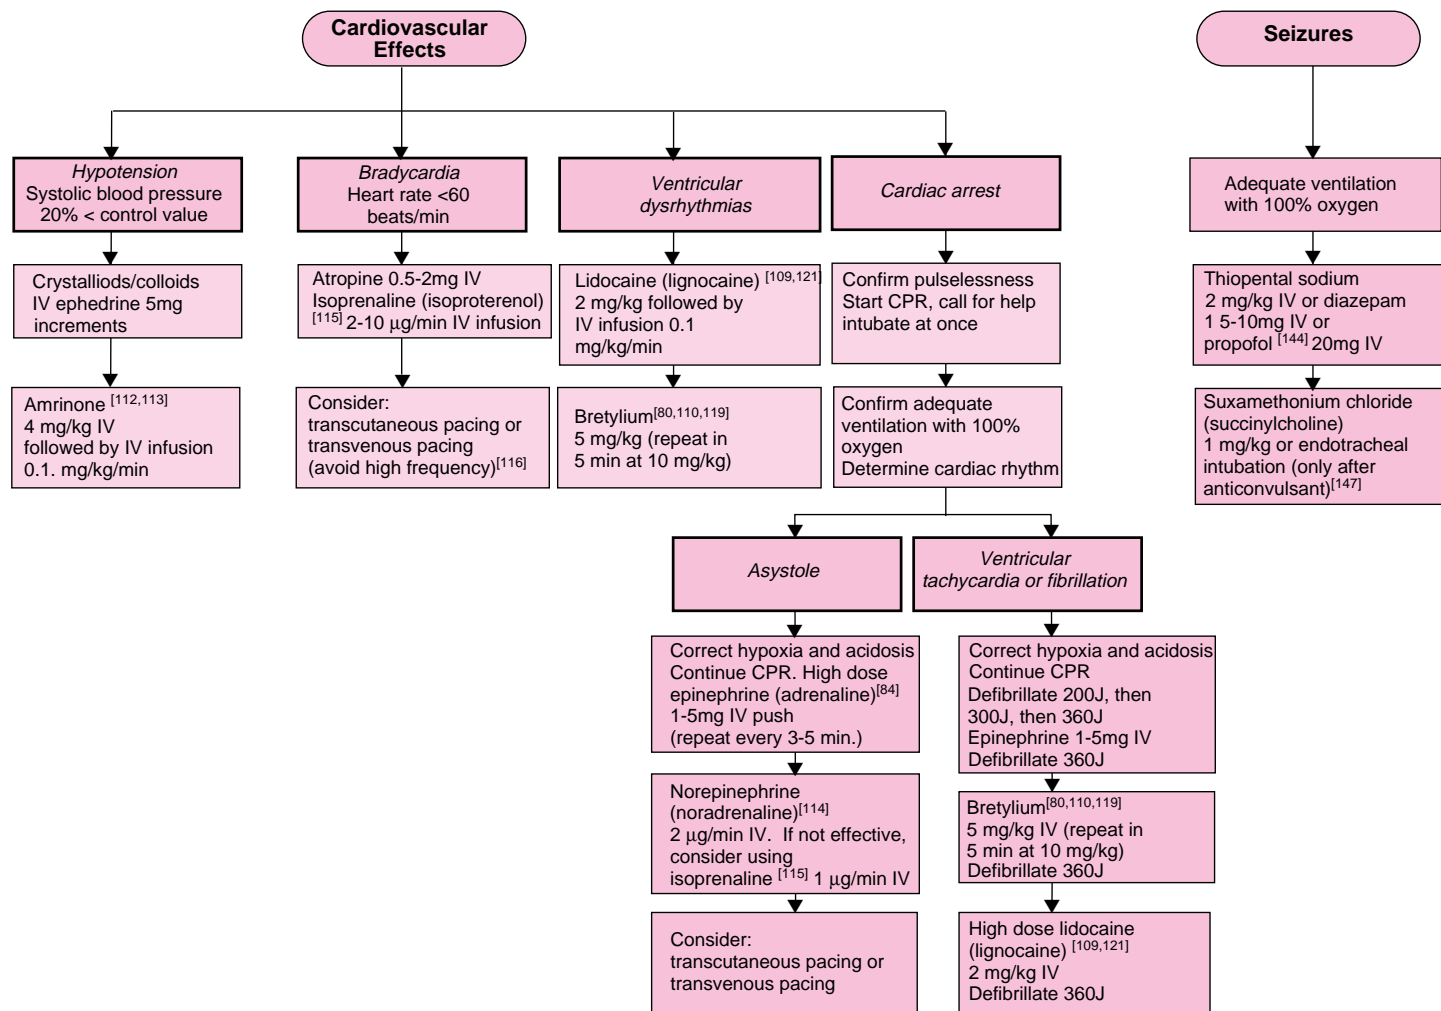 Cardiovascular
Effects
Seizures
Hypotension
Systolic blood pressure
20% < control value
Bradycardia
Heart rate <60
beats/min
Ventricular
dysrhythmias
Cardiac arrest
Adequate ventilation
with 100% oxygen
Crystalliods/colloids
IV ephedrine 5mg
increments
Atropine 0.5-2mg IV
Isoprenaline (isoproterenol)
[115] 2-10 μg/min IV infusion
Lidocaine (lignocaine) [109,121]
2 mg/kg followed by
IV infusion 0.1
mg/kg/min
Confirm pulselessness
Start CPR, call for help
intubate at once
Thiopental sodium
2 mg/kg IV or diazepam
1 5-10mg IV or
propofol [144] 20mg IV
Amrinone [112,113]
4 mg/kg IV
followed by IV infusion
0.1. mg/kg/min
Consider:
transcutaneous pacing or
transvenous pacing
(avoid high frequency)[116]
Bretylium[80,110,119]
5 mg/kg (repeat in
5 min at 10 mg/kg)
Confirm adequate
ventilation with 100%
oxygen
Determine cardiac rhythm
Suxamethonium chloride
(succinylcholine)
1 mg/kg or endotracheal
intubation (only after
anticonvulsant)[147]
Asystole
Ventricular
tachycardia or fibrillation
Correct hypoxia and acidosis
Continue CPR. High dose
epinephrine (adrenaline)[84]
1-5mg IV push
(repeat every 3-5 min.)
Correct hypoxia and acidosis
Continue CPR
Defibrillate 200J, then
300J, then 360J
Epinephrine 1-5mg IV
Defibrillate 360J
Norepinephrine
(noradrenaline)[114]
2 μg/min IV. If not effective,
consider using
isoprenaline [115] 1 μg/min IV
Bretylium[80,110,119]
5 mg/kg IV (repeat in
5 min at 10 mg/kg)
Defibrillate 360J
Consider:
transcutaneous pacing or
transvenous pacing
High dose lidocaine
(lignocaine) [109,121]
2 mg/kg IV
Defibrillate 360J